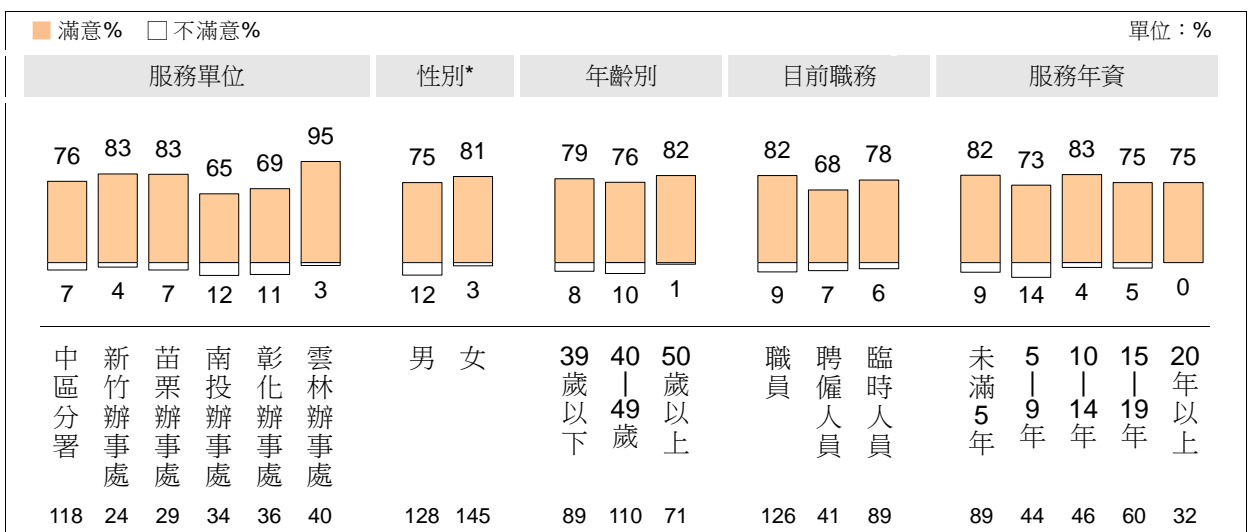 滿意% 不滿意% 單位：%
服務單位 性別* 年齡別 目前職務 服務年資
76 83 83 65 69 95 75 81 79 76 82 82 68 78 82 73 83 75 75
7 4 7 12 11 3 12 3 8 10 1 9 7 6 9 14 4 5 0
中區分署
新竹辦事處
苗栗辦事處
南投辦事處
彰化辦事處
雲林辦事處
男
女
39歲以下
40|49歲
50歲以上
職員
聘僱人員
臨時人員
未滿5年
5|9年
10|14年
15|19年
20年以上
118 24 29 34 36 40 128 145 89 110 71 126 41 89 89 44 46 60 32